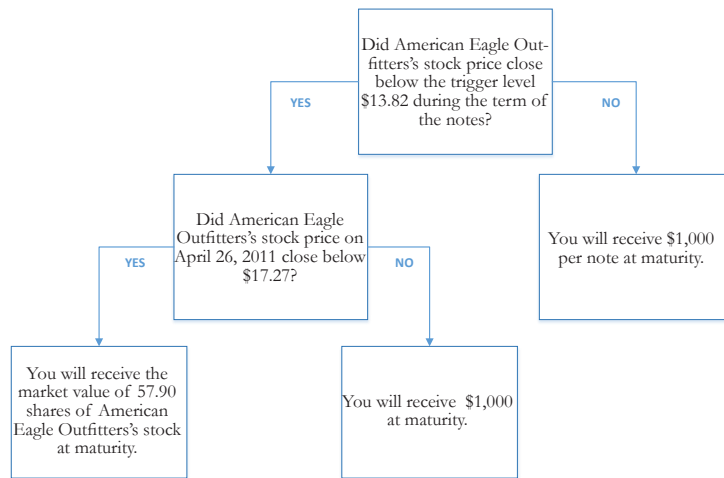 Did American Eagle Out-
fitters's stock price close
below the trigger level
$13.82 during the term of
the notes?
YES
NO
Did American Eagle
Outfitters's stock price on
April 26, 2011 close below
$17.27?
You will receive $1,000
per note at maturity.
YES
NO
You will receive the
market value of 57.90
shares of American
Eagle Outfitters's stock
at maturity.
You will receive $1,000
at maturity.